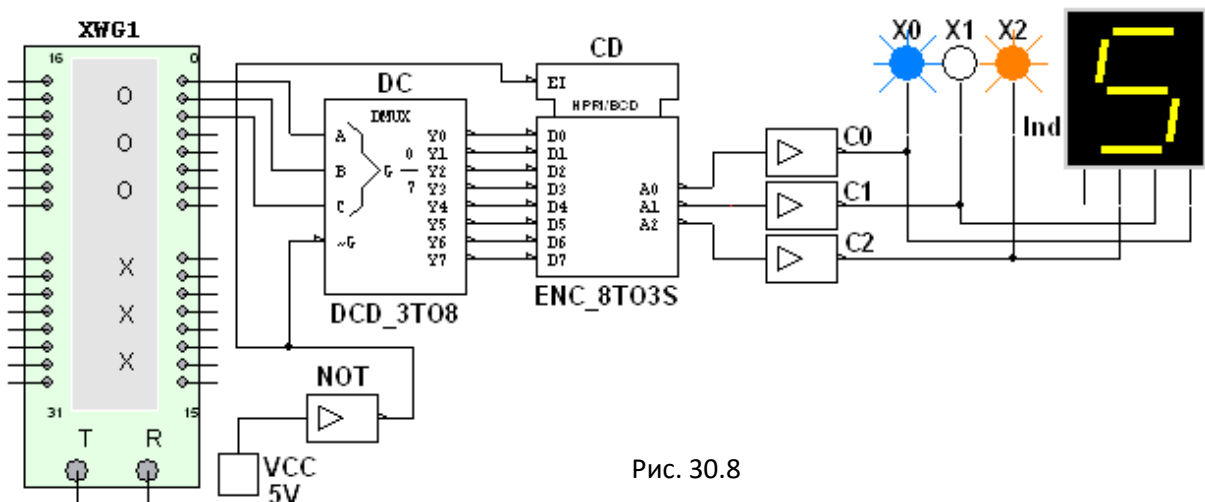 XWG1
16 0
O
O
O
X
X
X
31 15
T R
DC
DMUX
A
B
C
G 0
7
~G
Y0
Y1
Y2
Y3
Y4
Y5
Y6
Y7
DCD_3TO8
NOT
VCC
5V
CD
EI
HPRI/BCD
D0
D1
D2
D3
D4
D5
D6
D7
A0
A1
A2
ENC_8TO3S
C0
C1
C2
X0 X1 X2
Ind
5
Рис. 30.8